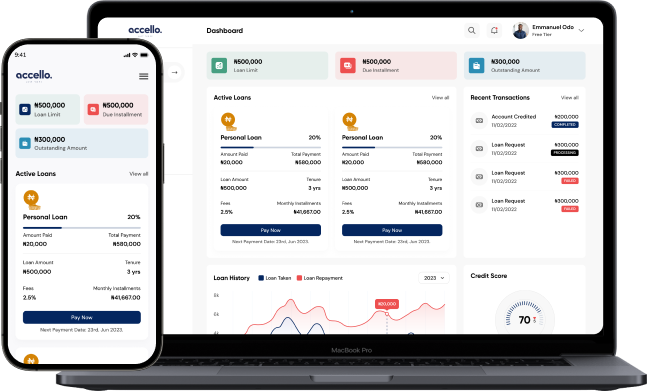 9:41
accello.
₦500,000
Loan Limit
₦500,000
Due Installment
₦300,000
Outstanding Amount
Active Loans
View all
Personal Loan
20%
Amount Paid
Total Payment
₦20,000
₦580,000
Loan Amount
Tenure
₦500,000
3 yrs
Fees
Monthly Installments
2.5%
₦41,667.00
Pay Now
Next Payment Date: 23rd, Jun 2023.
accello.
Dashboard
Emmanuel Odo
Free Tier
₦500,000
Loan Limit
₦500,000
Due Installment
₦300,000
Outstanding Amount
Active Loans
View all
Personal Loan
20%
Amount Paid
Total Payment
₦20,000
₦580,000
Loan Amount
Tenure
₦500,000
3 yrs
Fees
Monthly Installments
2.5%
₦41,667.00
Pay Now
Next Payment Date: 23rd, Jun 2023.
Personal Loan
20%
Amount Paid
Total Payment
₦20,000
₦580,000
Loan Amount
Tenure
₦500,000
3 yrs
Fees
Monthly Installments
2.5%
₦41,667.00
Pay Now
Next Payment Date: 23rd, Jun 2023.
Recent Transactions
View all
Account Credited
₦200,000
11/02/2022
COMPLETED
Loan Request
₦300,000
11/02/2022
PROCESSING
Loan Request
₦300,000
11/02/2022
FAILED
Loan Request
₦300,000
11/02/2022
FAILED
Loan History
Loan Taken
Loan Repayment
2023
₦20,000
Credit Score
70
MacBook Pro